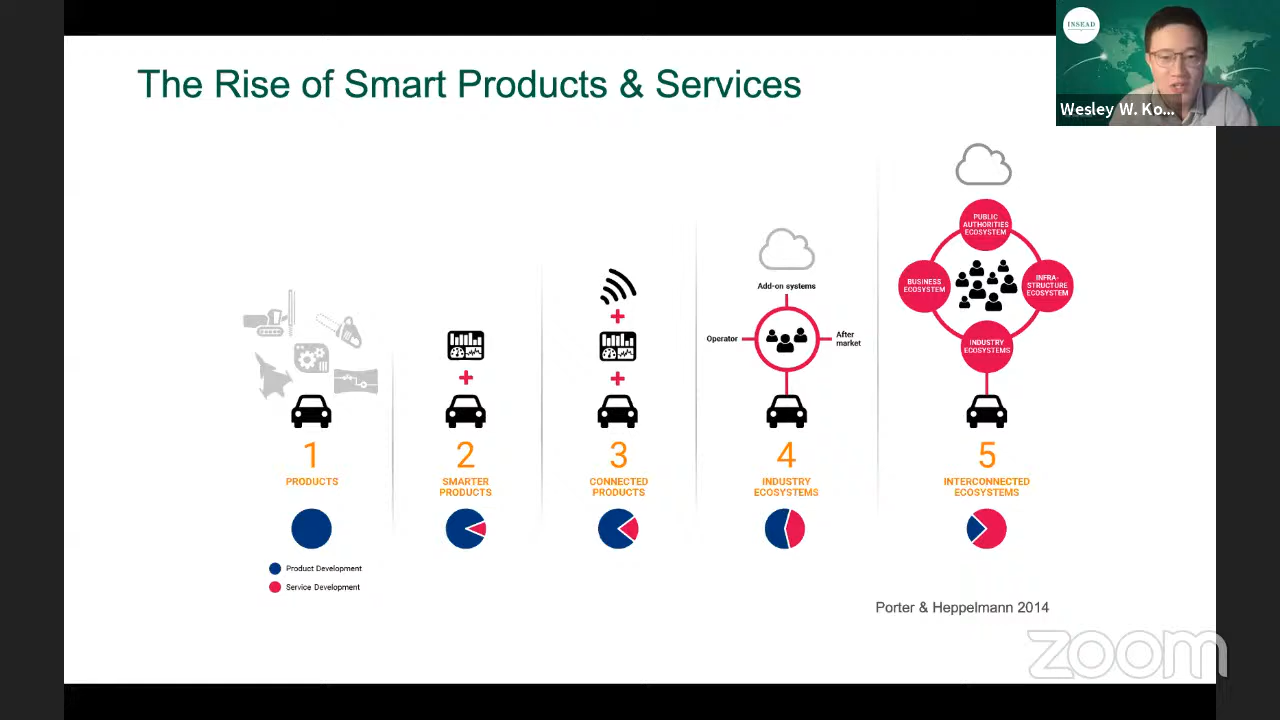 The Rise of Smart Products & Services
INSEAD
Wesley W. Ko...
Add-on systems
Operator
After
market
PUBLIC
AUTHORITIES
ECOSYSTEM
BUSINESS
ECOSYSTEM
INFRA-
STRUCTURE
ECOSYSTEM
INDUSTRY
ECOSYSTEMS
1
PRODUCTS
2
SMARTER
PRODUCTS
3
CONNECTED
PRODUCTS
4
INDUSTRY
ECOSYSTEMS
5
INTERCONNECTED
ECOSYSTEMS
Product Development
Service Development
Porter & Heppelmann 2014
zoom